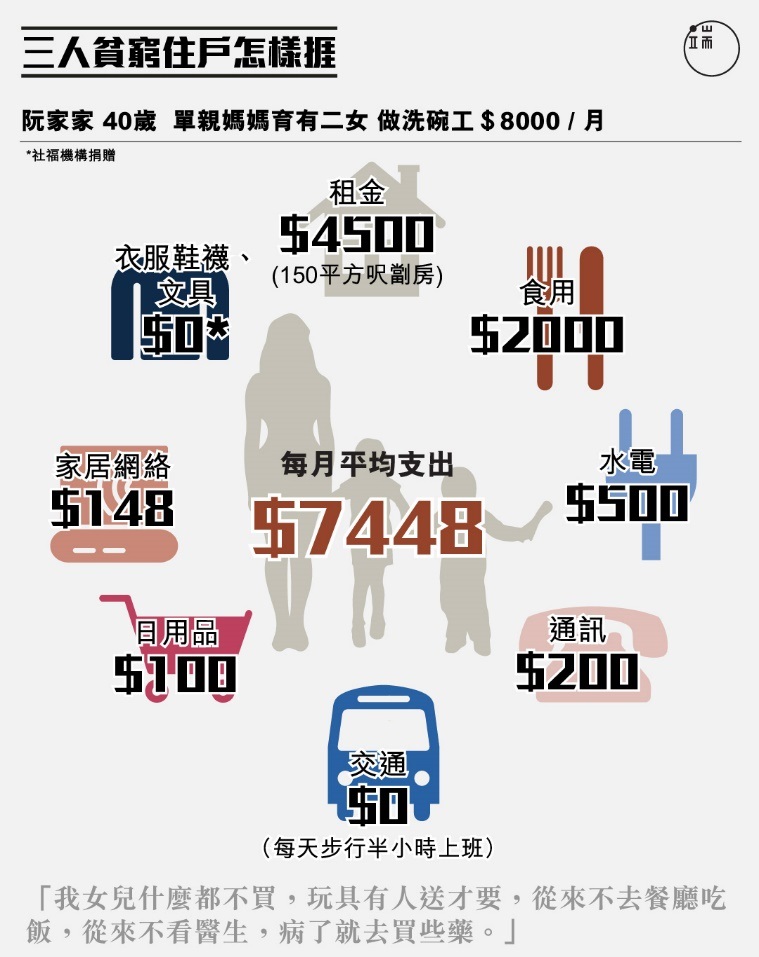 三人貧窮住戶怎樣捱
端
阮家家 40歲 單親媽媽育有二女 做洗碗工 $8000 / 月
*社福機構捐贈
租金
$4500
(150平方呎劏房)
衣服鞋襪、
文具
$0*
食用
$2000
家居網絡
$148
每月平均支出
$7448
水電
$500
日用品
$100
通訊
$200
交通
$0
（每天步行半小時上班）
「我女兒什麼都不買，玩具有人送才要，從來不去餐廳吃
飯，從來不看醫生，病了就去買些藥。」